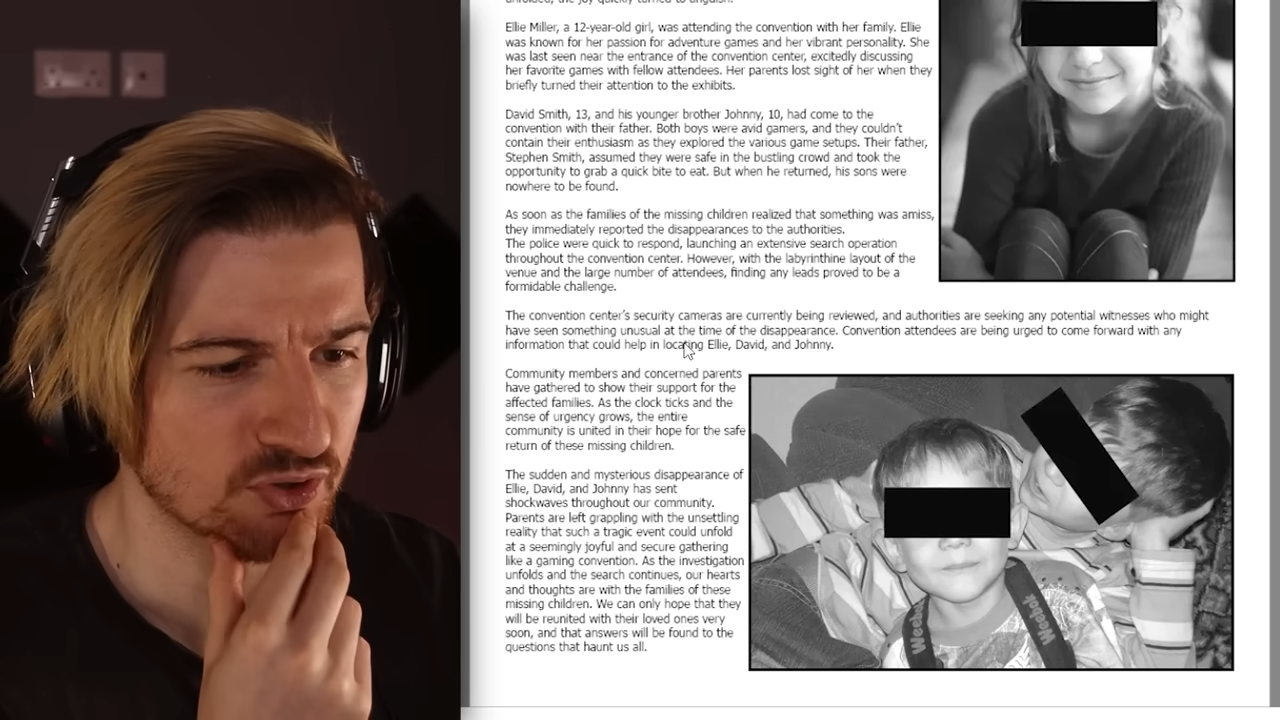 unfolded, the joy quickly turned to anguish.
Ellie Miller, a 12-year-old girl, was attending the convention with her family. Ellie
was known for her passion for adventure games and her vibrant personality. She
was last seen near the entrance of the convention center, excitedly discussing
her favorite games with fellow attendees. Her parents lost sight of her when they
briefly turned their attention to the exhibits.
David Smith, 13, and his younger brother Johnny, 10, had come to the
convention with their father. Both boys were avid gamers, and they couldn't
contain their enthusiasm as they explored the various game setups. Their father,
Stephen Smith, assumed they were safe in the bustling crowd and took the
opportunity to grab a quick bite to eat. But when he returned, his sons were
nowhere to be found.
As soon as the families of the missing children realized that something was amiss,
they immediately reported the disappearances to the authorities.
The police were quick to respond, launching an extensive search operation
throughout the convention center. However, with the labyrinthine layout of the
venue and the large number of attendees, finding any leads proved to be a
formidable challenge.
The convention center's security cameras are currently being reviewed, and authorities are seeking any potential witnesses who might
have seen something unusual at the time of the disappearance. Convention attendees are being urged to come forward with any
information that could help in locating Ellie, David, and Johnny.
Community members and concerned parents
have gathered to show their support for the
affected families. As the clock ticks and the
sense of urgency grows, the entire
community is united in their hope for the safe
return of these missing children.
The sudden and mysterious disappearance of
Ellie, David, and Johnny has sent
shockwaves throughout our community.
Parents are left grappling with the unsettling
reality that such a tragic event could unfold
at a seemingly joyful and secure gathering
like a gaming convention. As the investigation
unfolds and the search continues, our hearts
and thoughts are with the families of these
missing children. We can only hope that they
will be reunited with their loved ones very
soon, and that answers will be found to the
questions that haunt us all.
Weebot
Weebot